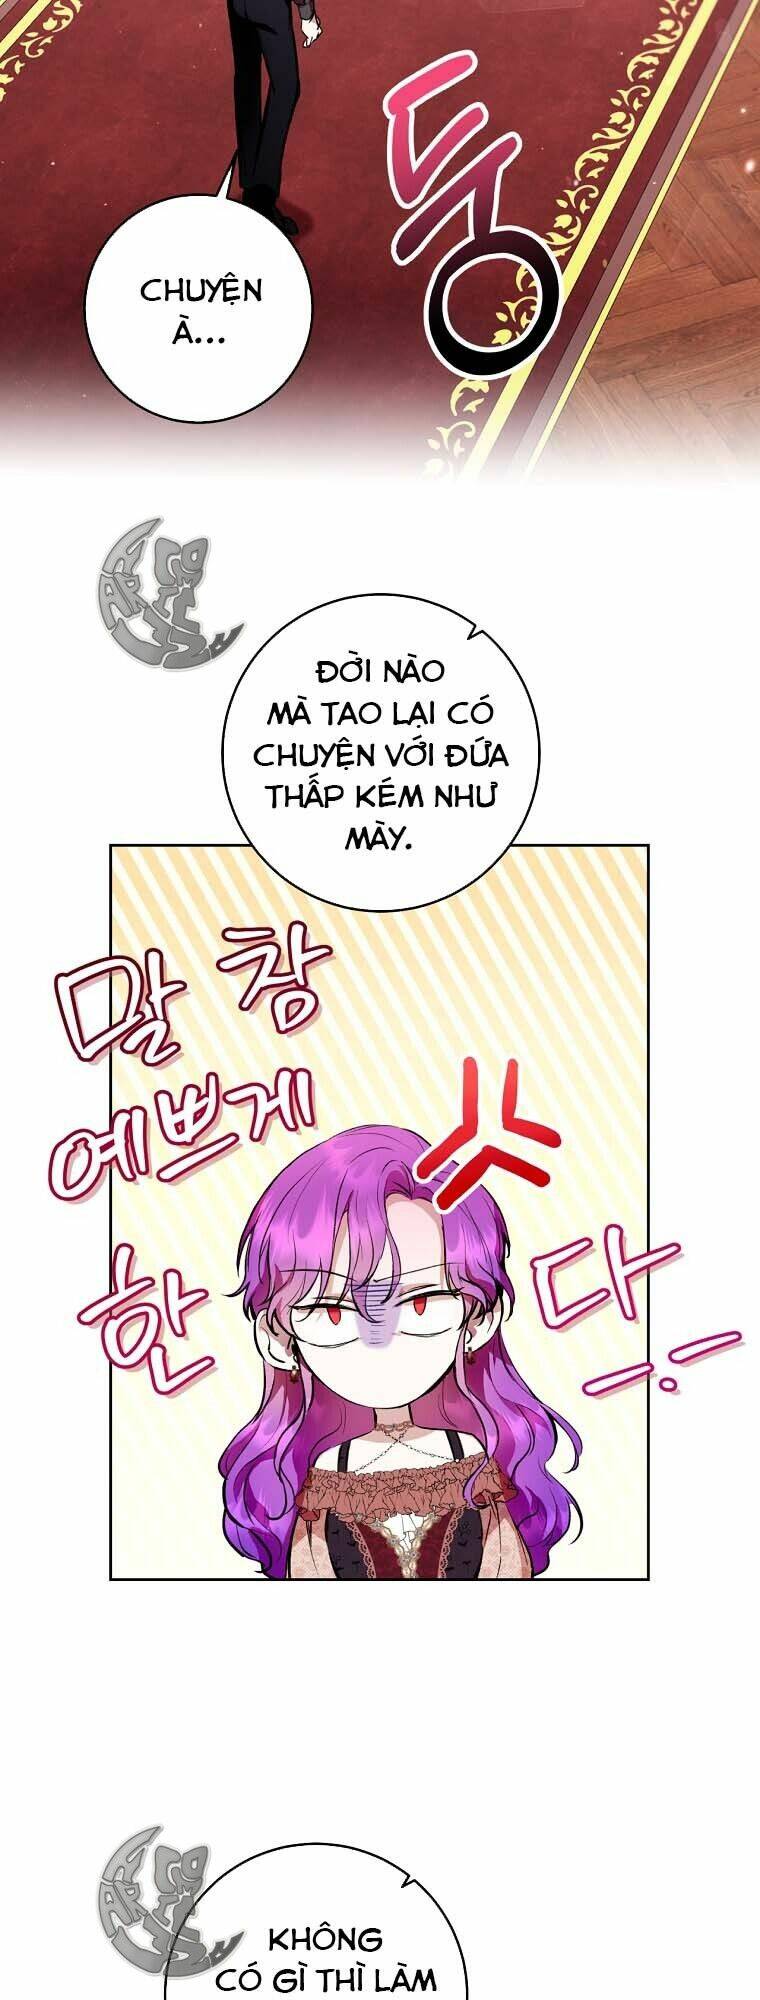 둥
CHUYỆN
À...
ĐỜI NÀO
MÀ TAO LẠI CÓ
CHUYỆN VỚI ĐỨA
THẤP KÉM NHƯ
MÀY.
말 참
예쁘게
한다---
KHÔNG
CÓ GÌ THÌ LÀM